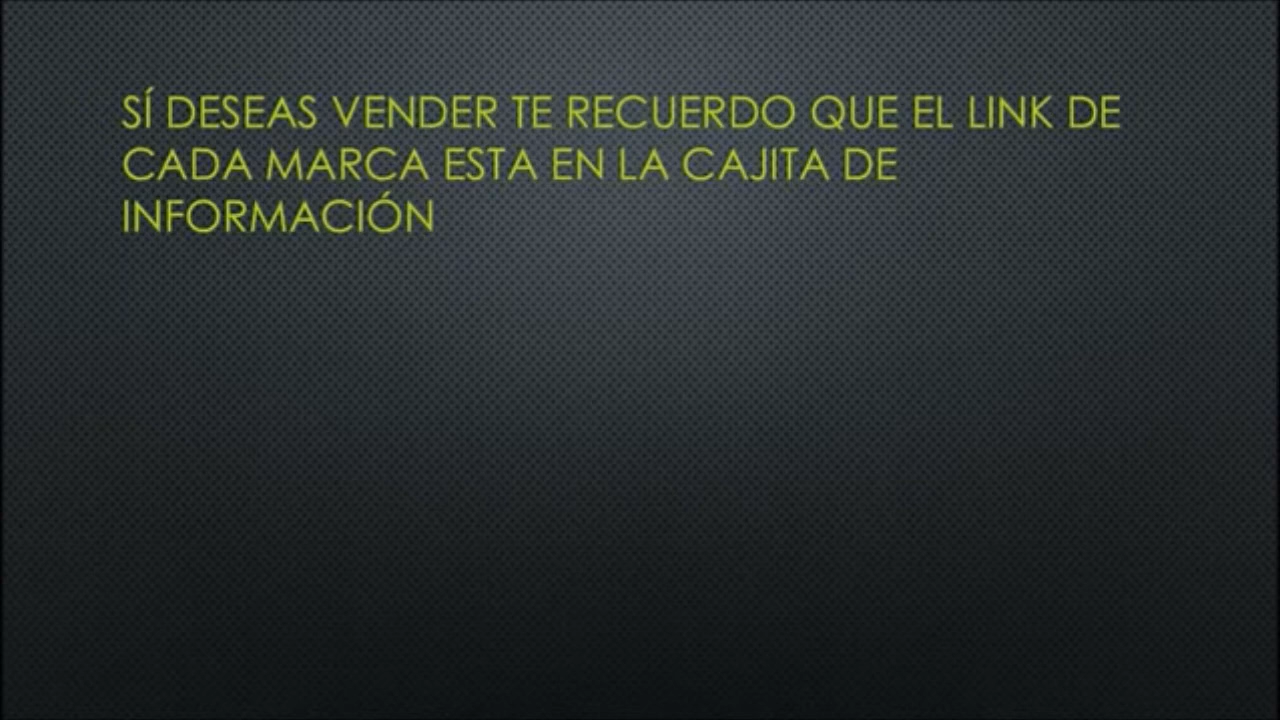 SÍ DESEAS VENDER TE RECUERDO QUE EL LINK DE
CADA MARCA ESTA EN LA CAJITA DE
INFORMACIÓN